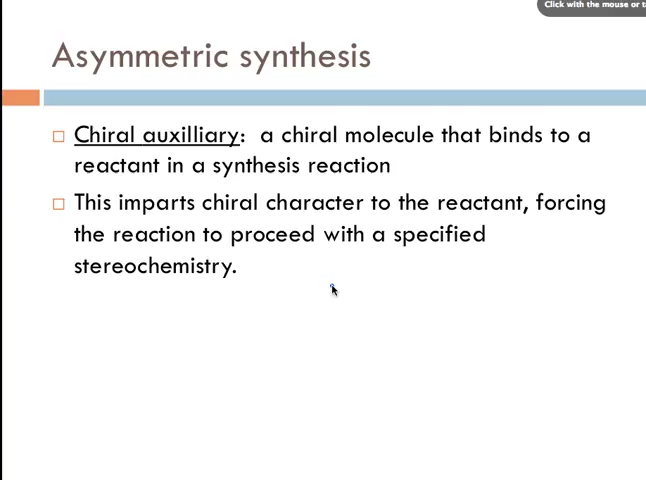 Click with the mouse or
Asymmetric synthesis
Chiral auxilliary: a chiral molecule that binds to a
reactant in a synthesis reaction
This imparts chiral character to the reactant, forcing
the reaction to proceed with a specified
stereochemistry.